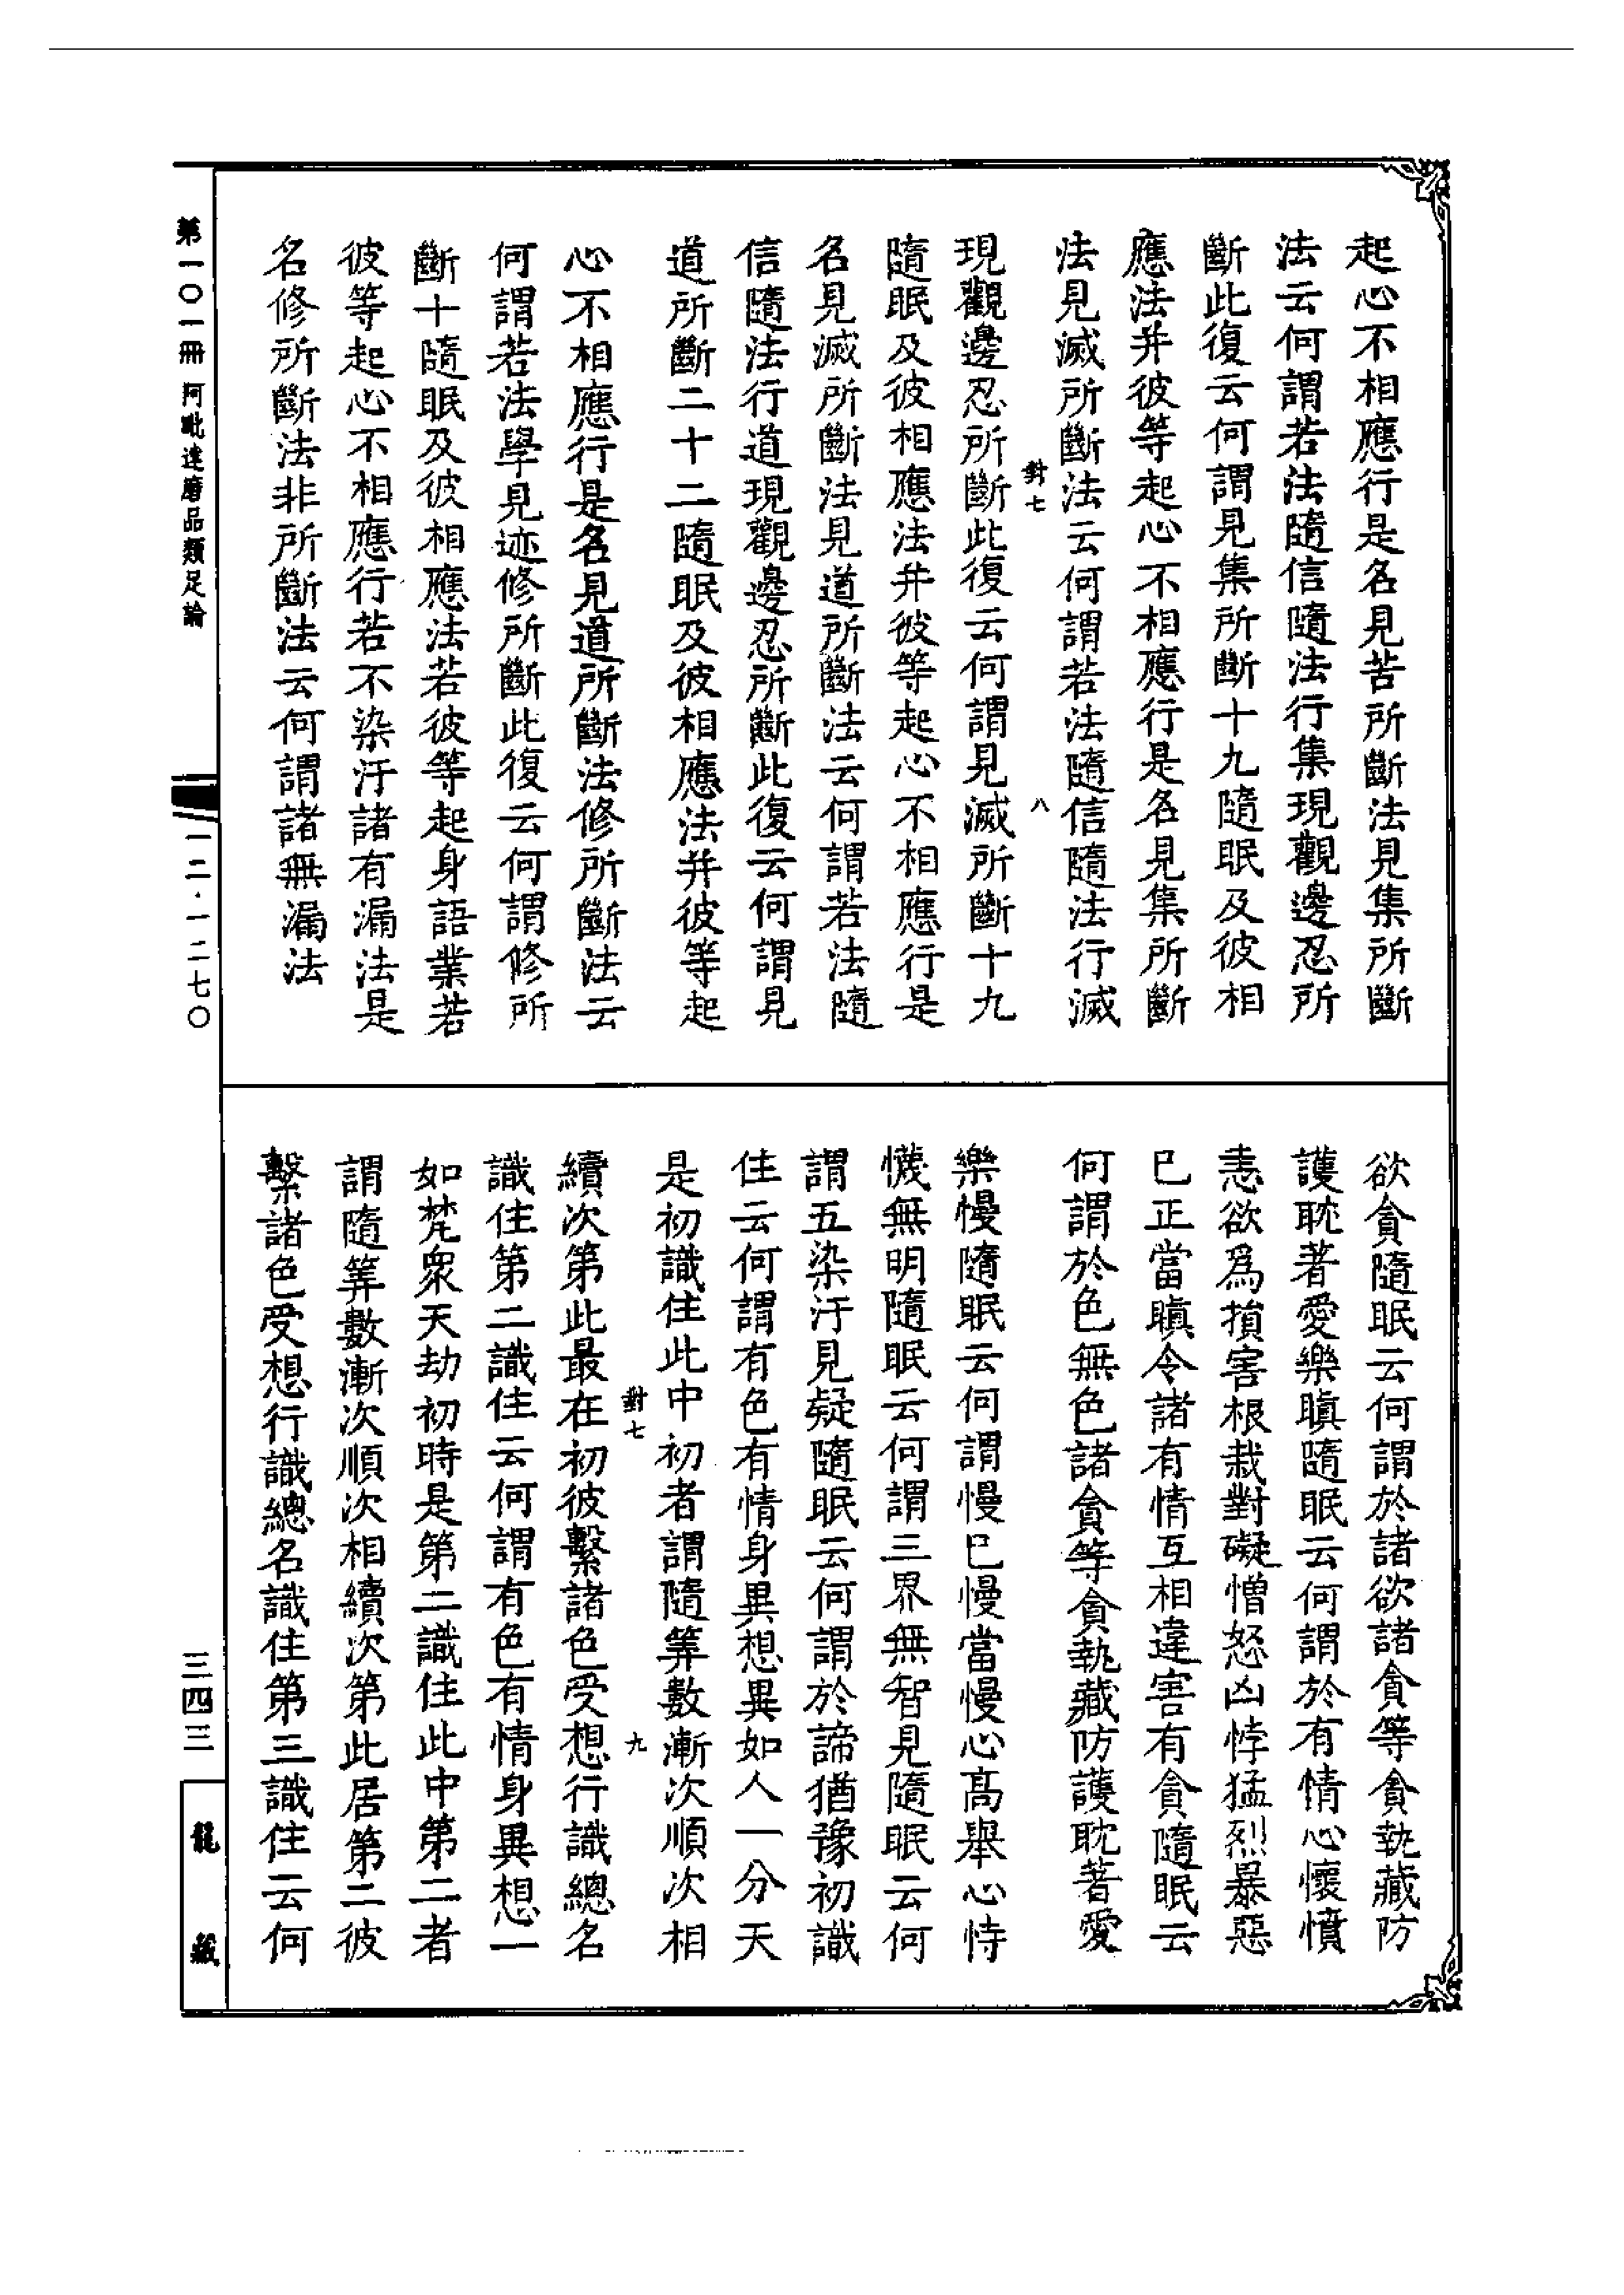 起心不相應行是名見苦所斷法見集所斷
法云何謂若法隨信隨法行集現觀邊忍所
斷此復云何謂見集所斷十九隨眠及彼相
應法并彼等起心不相應行是名見集所斷
法見滅所斷法云何謂若法隨信隨法行滅
對七 八
現觀邊忍所斷此復云何謂見滅所斷十九
隨眠及彼相應法并彼等起心不相應行是
名見滅所斷法見道所斷法云何謂若法隨
信隨法行道現觀邊忍所斷此復云何謂見
道所斷二十二隨眠及彼相應法并彼等起
心不相應行是名見道所斷法修所斷法云
何謂若法學見迹修所斷此復云何謂修所
斷十隨眠及彼相應法若彼等起身語業若
彼等起心不相應行若不染汙諸有漏法是
名修所斷法非所斷法云何謂諸無漏法
欲貪隨眠云何謂於諸欲諸貪等貪執藏防
護耽著愛樂瞋隨眠云何謂於有情心懷憤
恚欲為損害根栽對礙憎怒凶悖猛烈暴惡
已正當瞋令諸有情互相違害有貪隨眠云
何謂於色無色諸貪等貪執藏防護耽著愛
樂慢隨眠云何謂慢已慢當慢心高舉心恃
懱無明隨眠云何謂三界無智見隨眠云何
謂五染汙見疑隨眠云何謂於諦猶豫初識
住云何謂有色有情身異想異如人一分天
是初識住此中初者謂隨筭數漸次順次相
對七 九
續次第此最在初彼繫諸色受想行識總名
識住第二識住云何謂有色有情身異想一
如梵眾天劫初時是第二識住此中第二者
謂隨筭數漸次順次相續次第此居第二彼
繫諸色受想行識總名識住第三識住云何
第一〇一冊 阿毗達磨品類足論
一二·一二七〇
三四三
龍藏